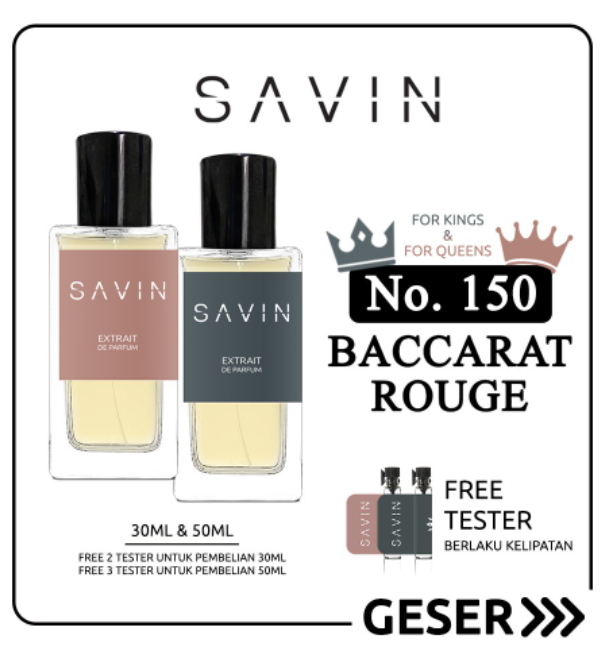 SAVIN
FOR KINGS
&
FOR QUEENS
No. 150
BACCARAT
ROUGE
SAVIN
EXTRAIT
DE PARFUM
SAVIN
EXTRAIT
DE PARFUM
30ML & 50ML
FREE 2 TESTER UNTUK PEMBELIAN 30ML
FREE 3 TESTER UNTUK PEMBELIAN 50ML
SAVIN
SAVIN
FREE
TESTER
BERLAKU KELIPATAN
GESER